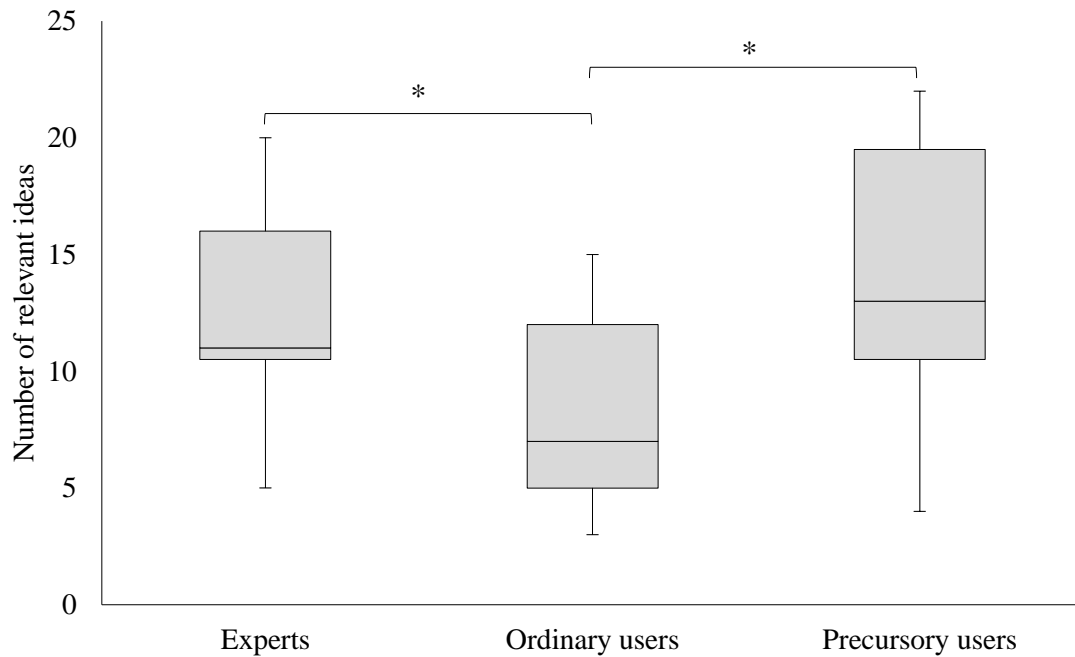 25
20
15
10
5
0
Number of relevant ideas
*
*
Experts
Ordinary users
Precursory users